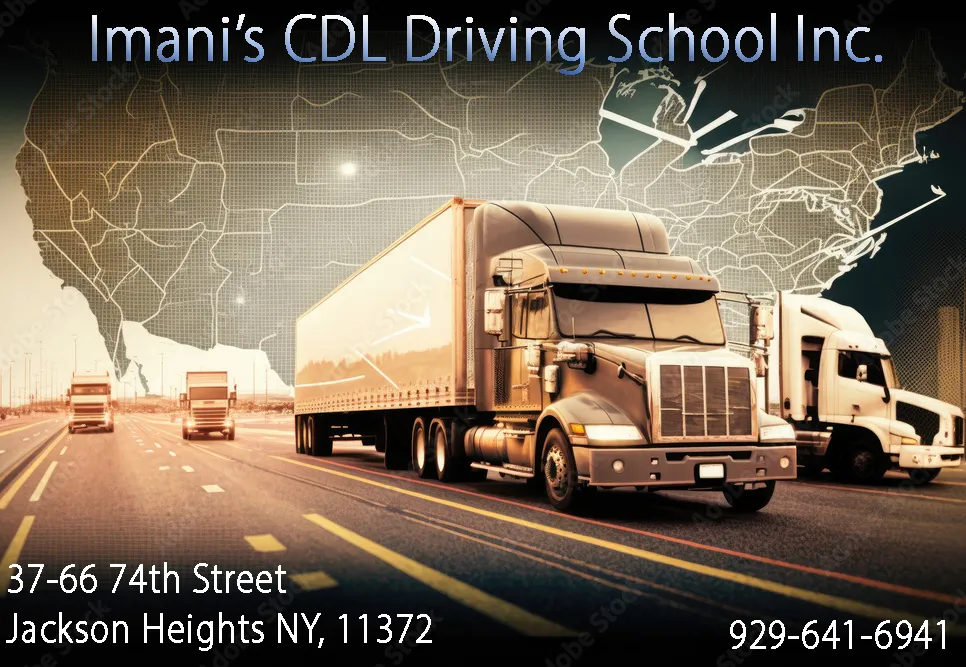 Imani's CDL Driving School Inc.
37-66 74th Street
Jackson Heights NY, 11372
929-641-6941